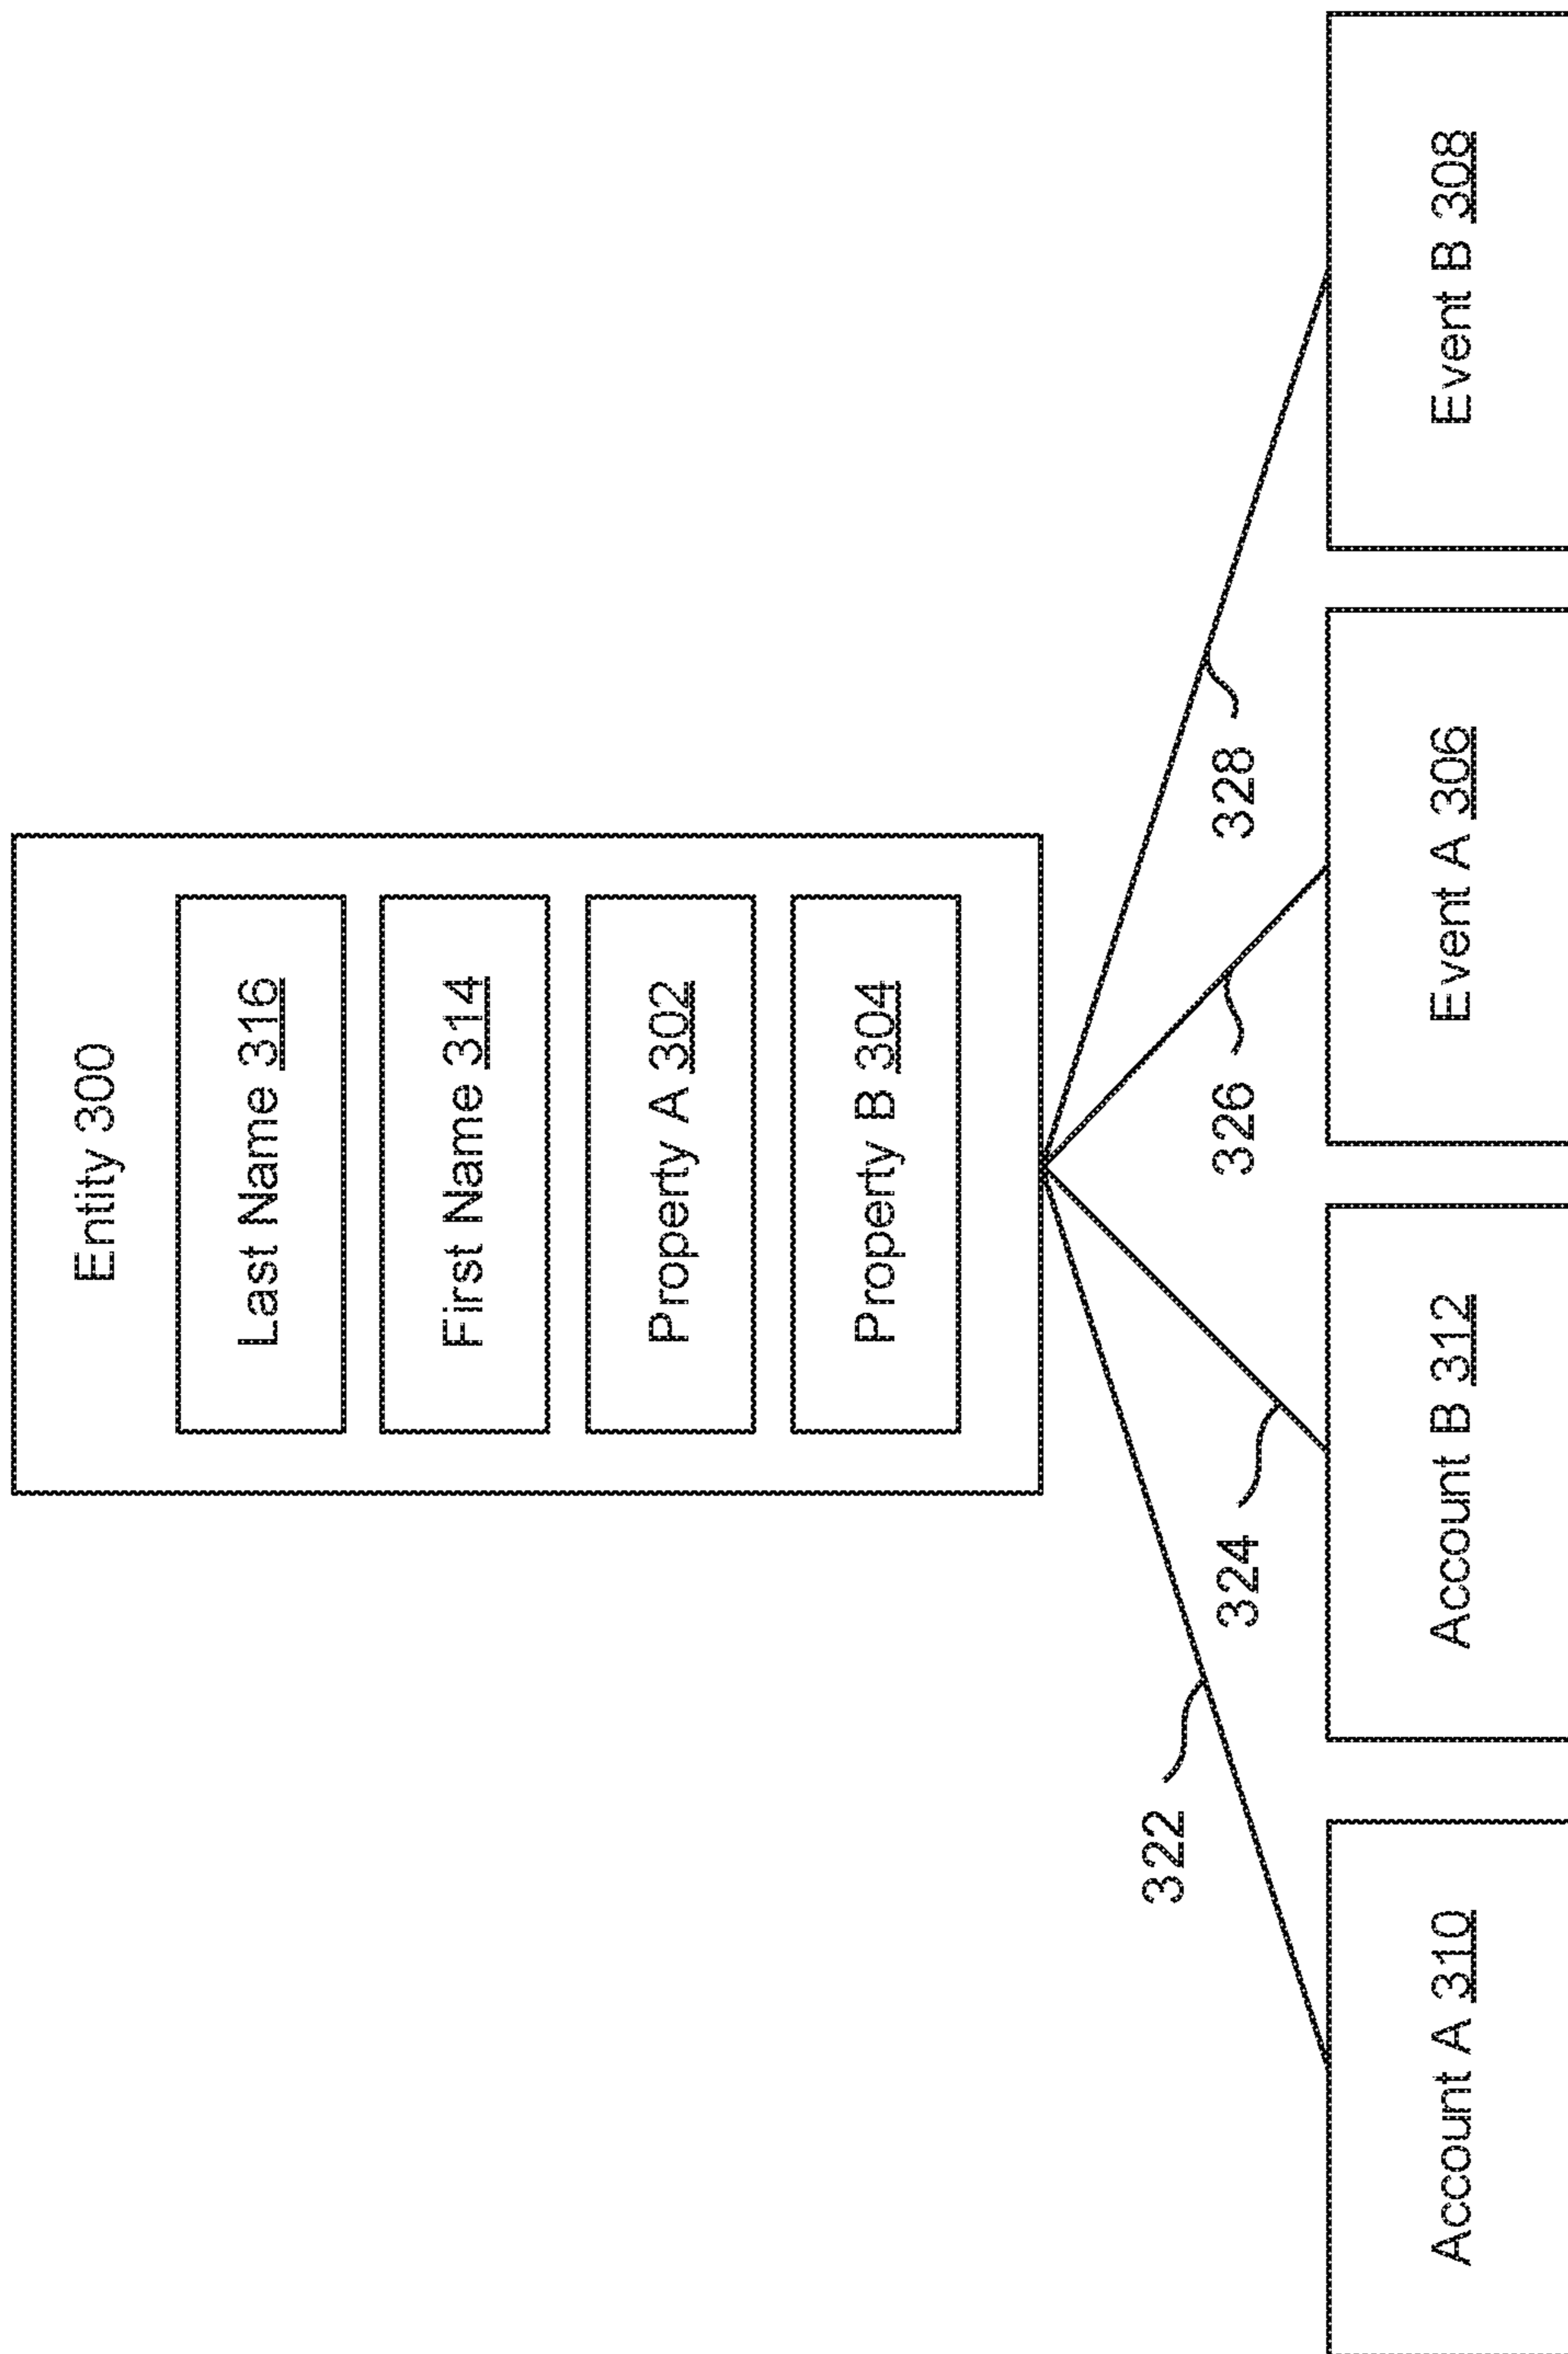 Entity 300
Last Name 316
First Name 314
Property A 302
Property B 304
322
324
326
328
Account A 310
Account B 312
Event A 306
Event B 308